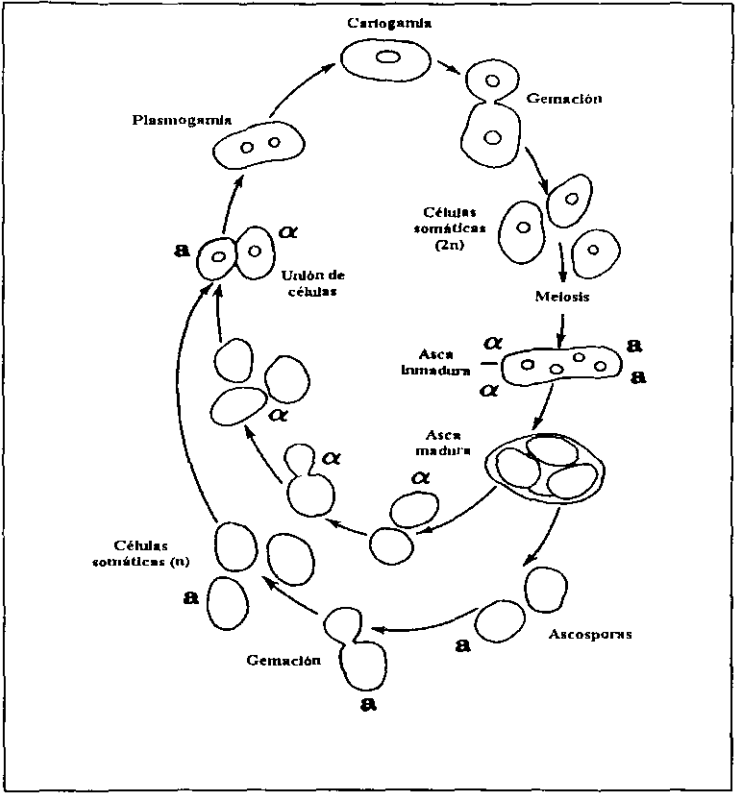 Cariogamia
Gemación
Plasmogamia
Células
somáticas
(2n)
a
α
Unión de
células
Meiosis
Asca
inmadura
α
α
a
a
α
Asca
madura
α
α
Células
somáticas (n)
a
Gemación
a
a
Ascosporas